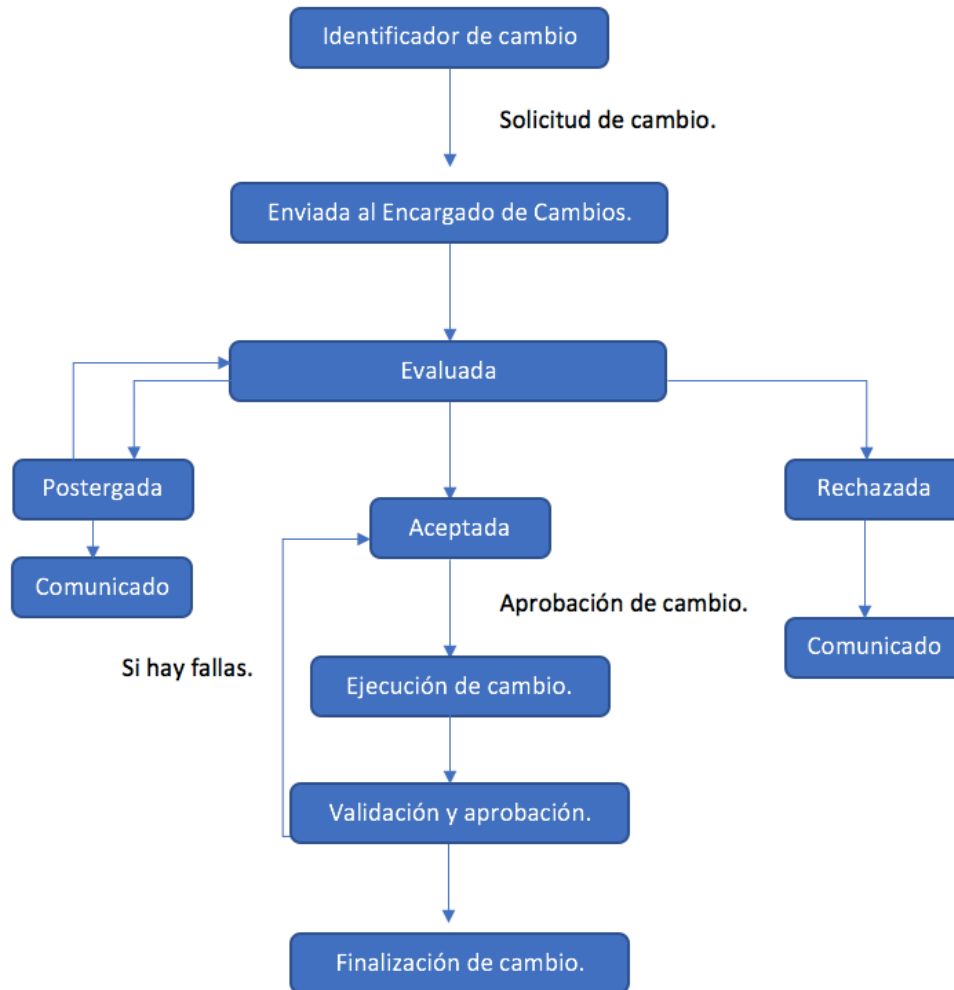 Identificador de cambio
Solicitud de cambio.
Enviada al Encargado de Cambios.
Evaluada
Postergada
Rechazada
Aceptada
Comunicado
Aprobación de cambio.
Comunicado
Si hay fallas.
Ejecución de cambio.
Validación y aprobación.
Finalización de cambio.